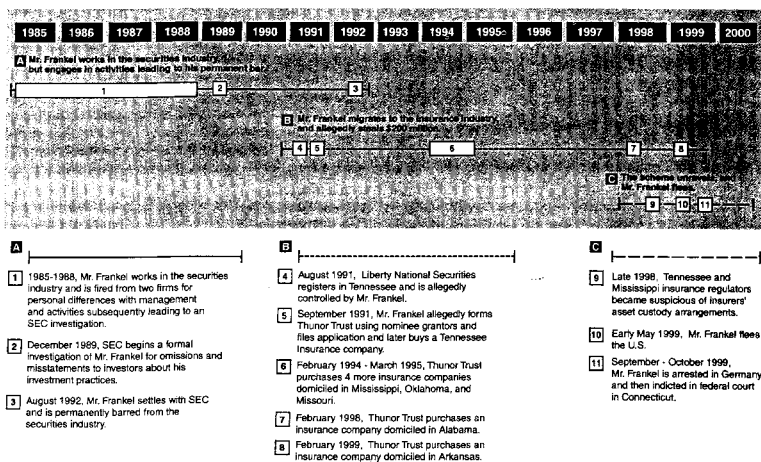 1985 1986 1987 1988 1989 1990 1991 1992 1993 1994 1995 1996 1997 1998 1999 2000
A Mr. Frankel works in the securities industry,
but engages in activities leading to his permanent bar.
1 2 3
B Mr. Frankel migrates to the insurance industry,
and allegedly steals $200 million.
4 5 6 7 8
C The scheme unravels, and
Mr. Frankel flees.
9 10 11
A
1 1985-1988, Mr. Frankel works in the securities
industry and is fired from two firms for
personal differences with management
and activities subsequently leading to an
SEC investigation.
2 December 1989, SEC begins a formal
investigation of Mr. Frankel for omissions and
misstatements to investors about his
investment practices.
3 August 1992, Mr. Frankel settles with SEC
and is permanently barred from the
securities industry.
B
4 August 1991, Liberty National Securities
registers in Tennessee and is allegedly
controlled by Mr. Frankel.
5 September 1991, Mr. Frankel allegedly forms
Thunor Trust using nominee grantors and
files application and later buys a Tennessee
Insurance company.
6 February 1994 - March 1995, Thunor Trust
purchases 4 more insurance companies
domiciled in Mississippi, Oklahoma, and
Missouri.
7 February 1998, Thunor Trust purchases an
insurance company domiciled in Alabama.
8 February 1999, Thunor Trust purchases an
insurance company domiciled in Arkansas.
C
9 Late 1998, Tennessee and
Mississippi insurance regulators
became suspicious of insurers'
asset custody arrangements.
10 Early May 1999, Mr. Frankel flees
the U.S.
11 September - October 1999,
Mr. Frankel is arrested in Germany
and then indicted in federal court
in Connecticut.